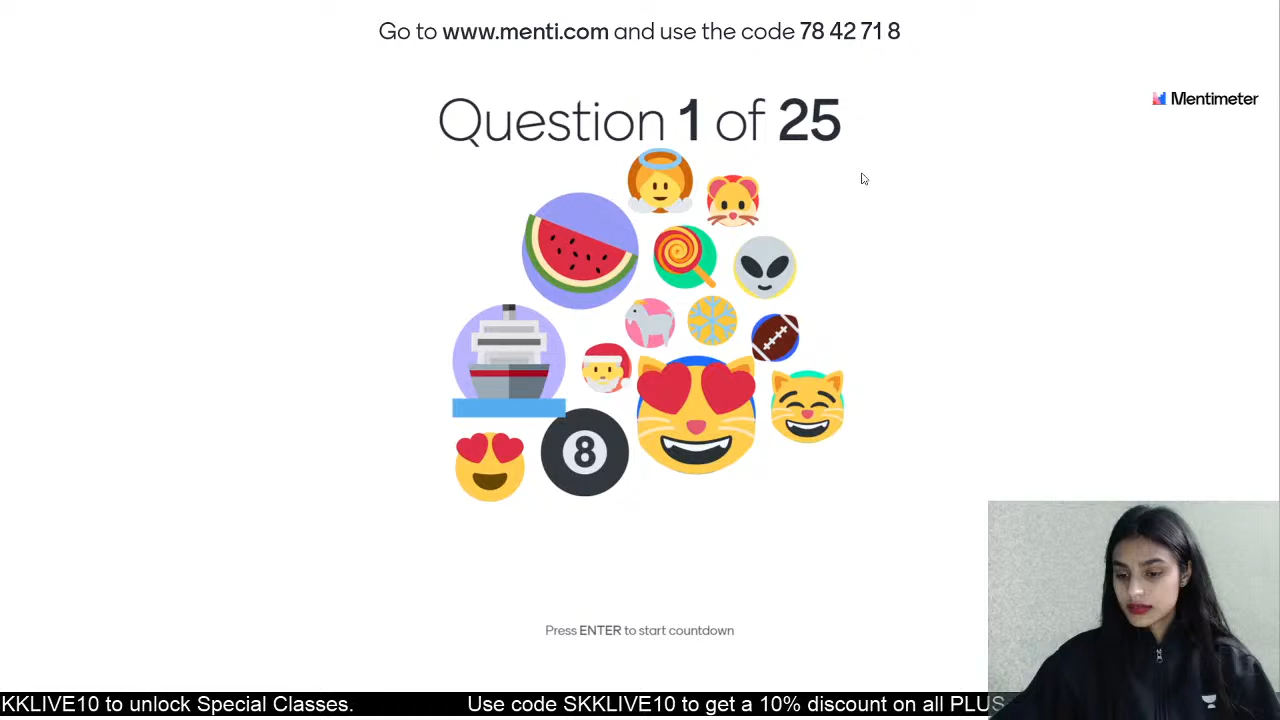 Go to www.menti.com and use the code 78 42 71 8
Mentimeter
Question 1 of 25
8
Press ENTER to start countdown
KKLIVE10 to unlock Special Classes. Use code SKKLIVE10 to get a 10% discount on all PLUS